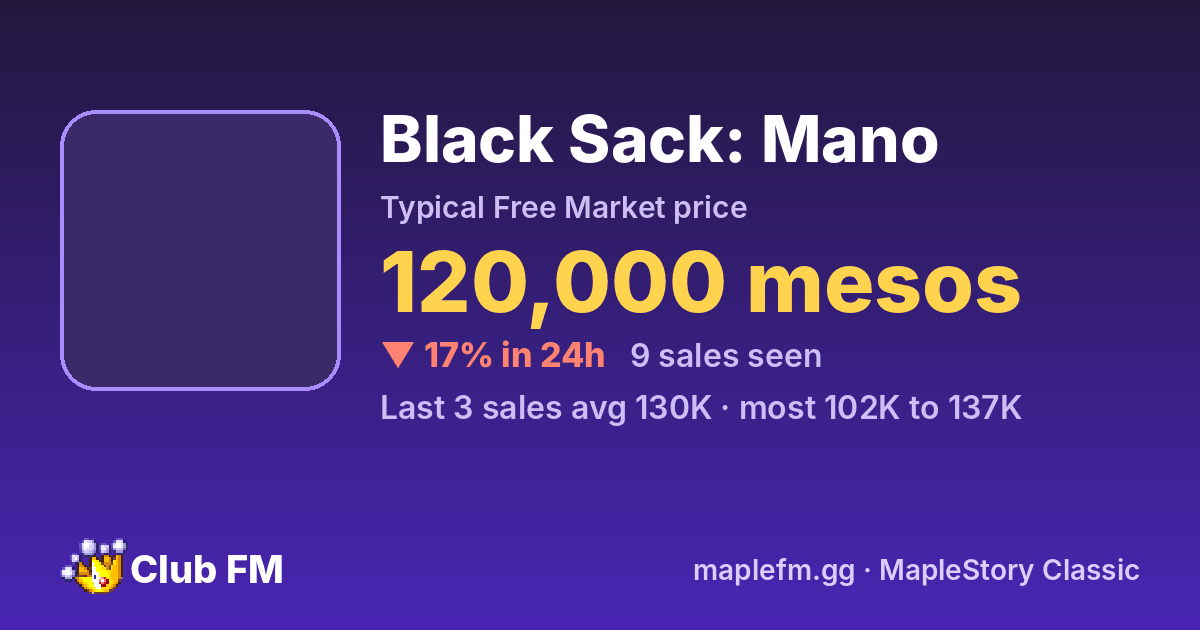 Black Sack: Mano
Typical Free Market price
120,000 mesos
▼ 17% in 24h 9 sales seen
Last 3 sales avg 130K · most 102K to 137K
Club FM
maplefm.gg · MapleStory Classic